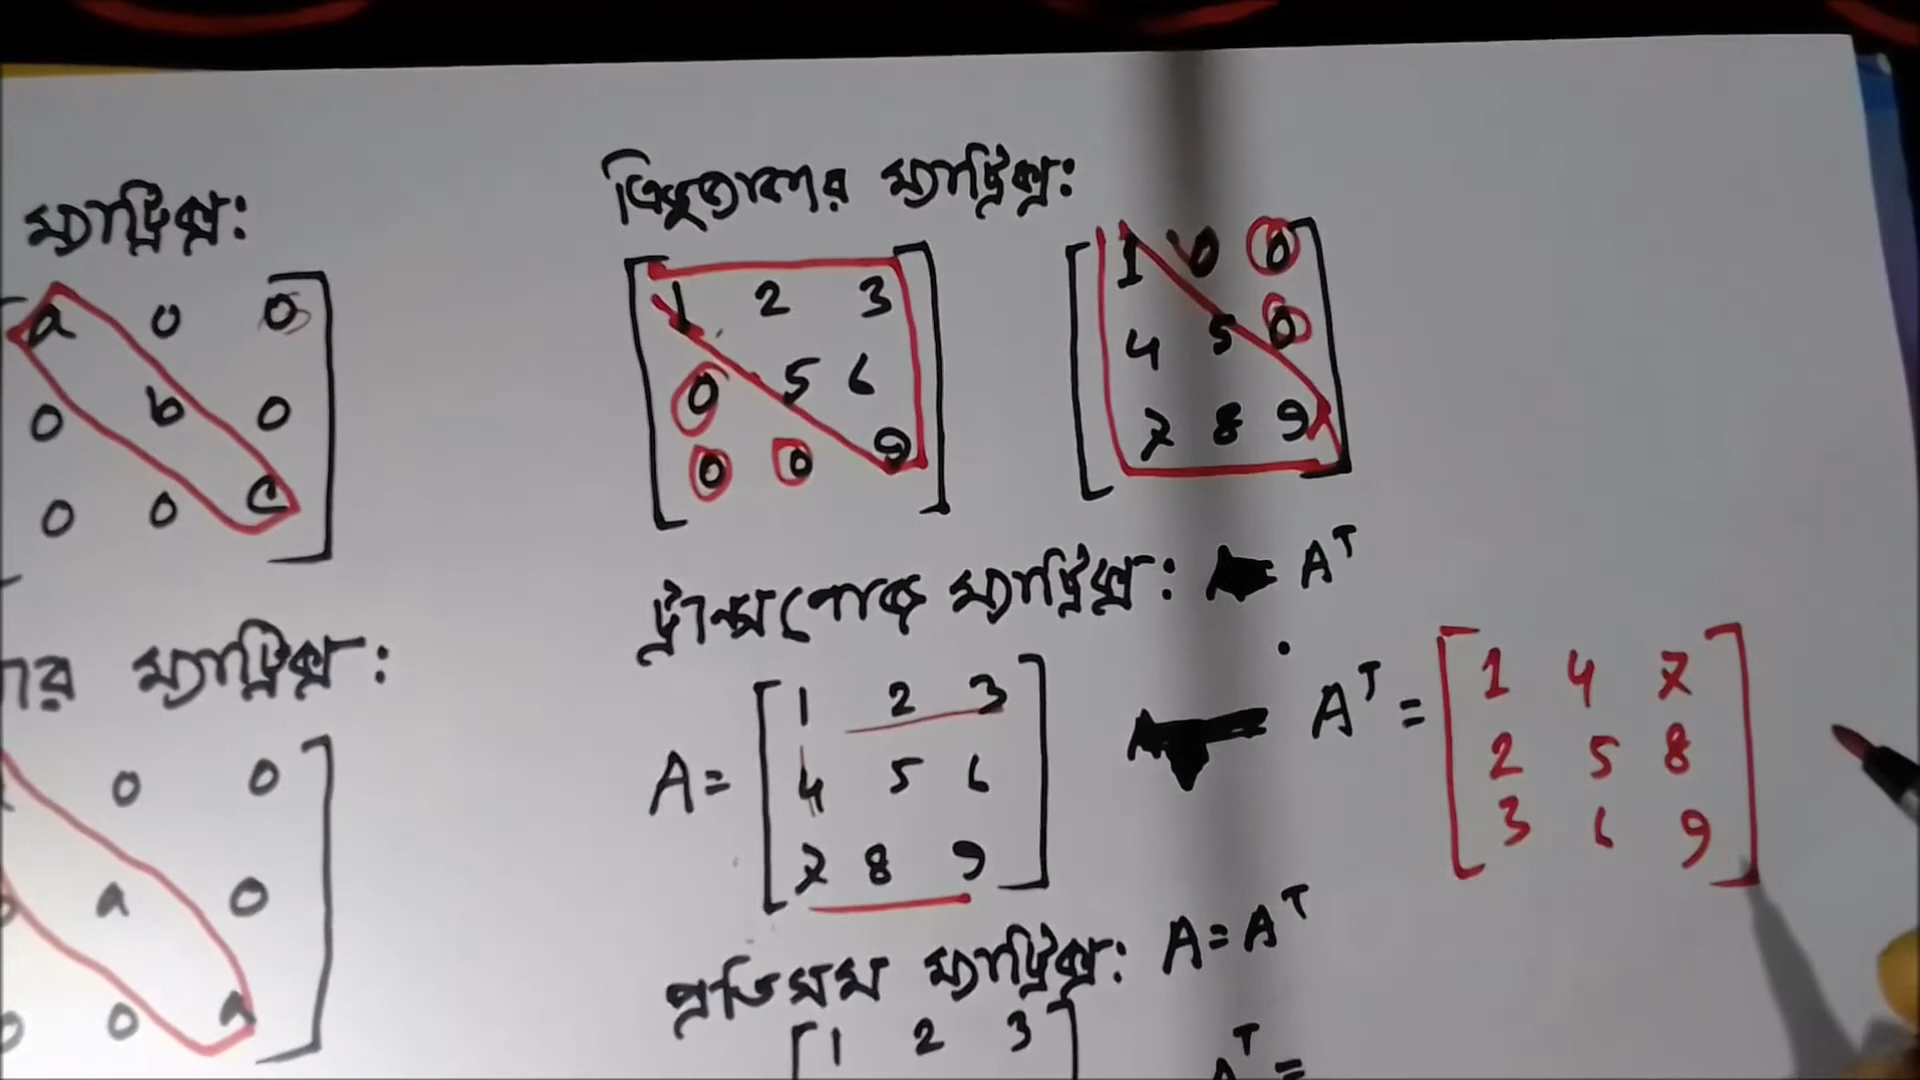 ম্যাট্রিক্স:
a 0 0
0 b 0
0 0 c
র ম্যাট্রিক্স:
0 0
a 0
0 0 a
ত্রিভুজাকার ম্যাট্রিক্স:
1 2 3
0 5 6
0 0 9
1 0 0
4 5 0
7 8 9
ট্রান্সপোজ ম্যাট্রিক্স: A^T
A = [1 2 3
4 5 6
7 8 9]
A^T = [1 4 7
2 5 8
3 6 9]
প্রতিসম ম্যাট্রিক্স: A = A^T
1 2 3
A^T =